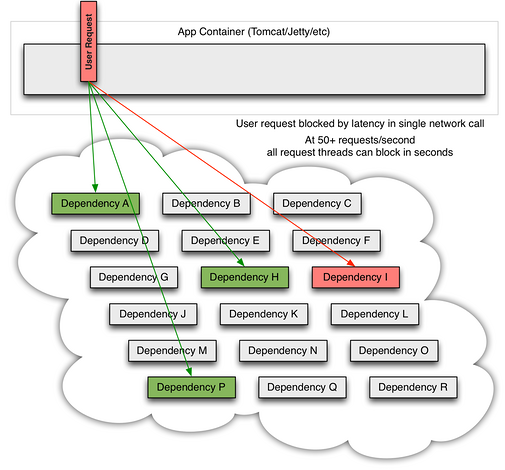 App Container (Tomcat/Jetty/etc)
User Request
User request blocked by latency in single network call
At 50+ requests/second
all request threads can block in seconds
Dependency A
Dependency B
Dependency C
Dependency D
Dependency E
Dependency F
Dependency G
Dependency H
Dependency I
Dependency J
Dependency K
Dependency L
Dependency M
Dependency N
Dependency O
Dependency P
Dependency Q
Dependency R